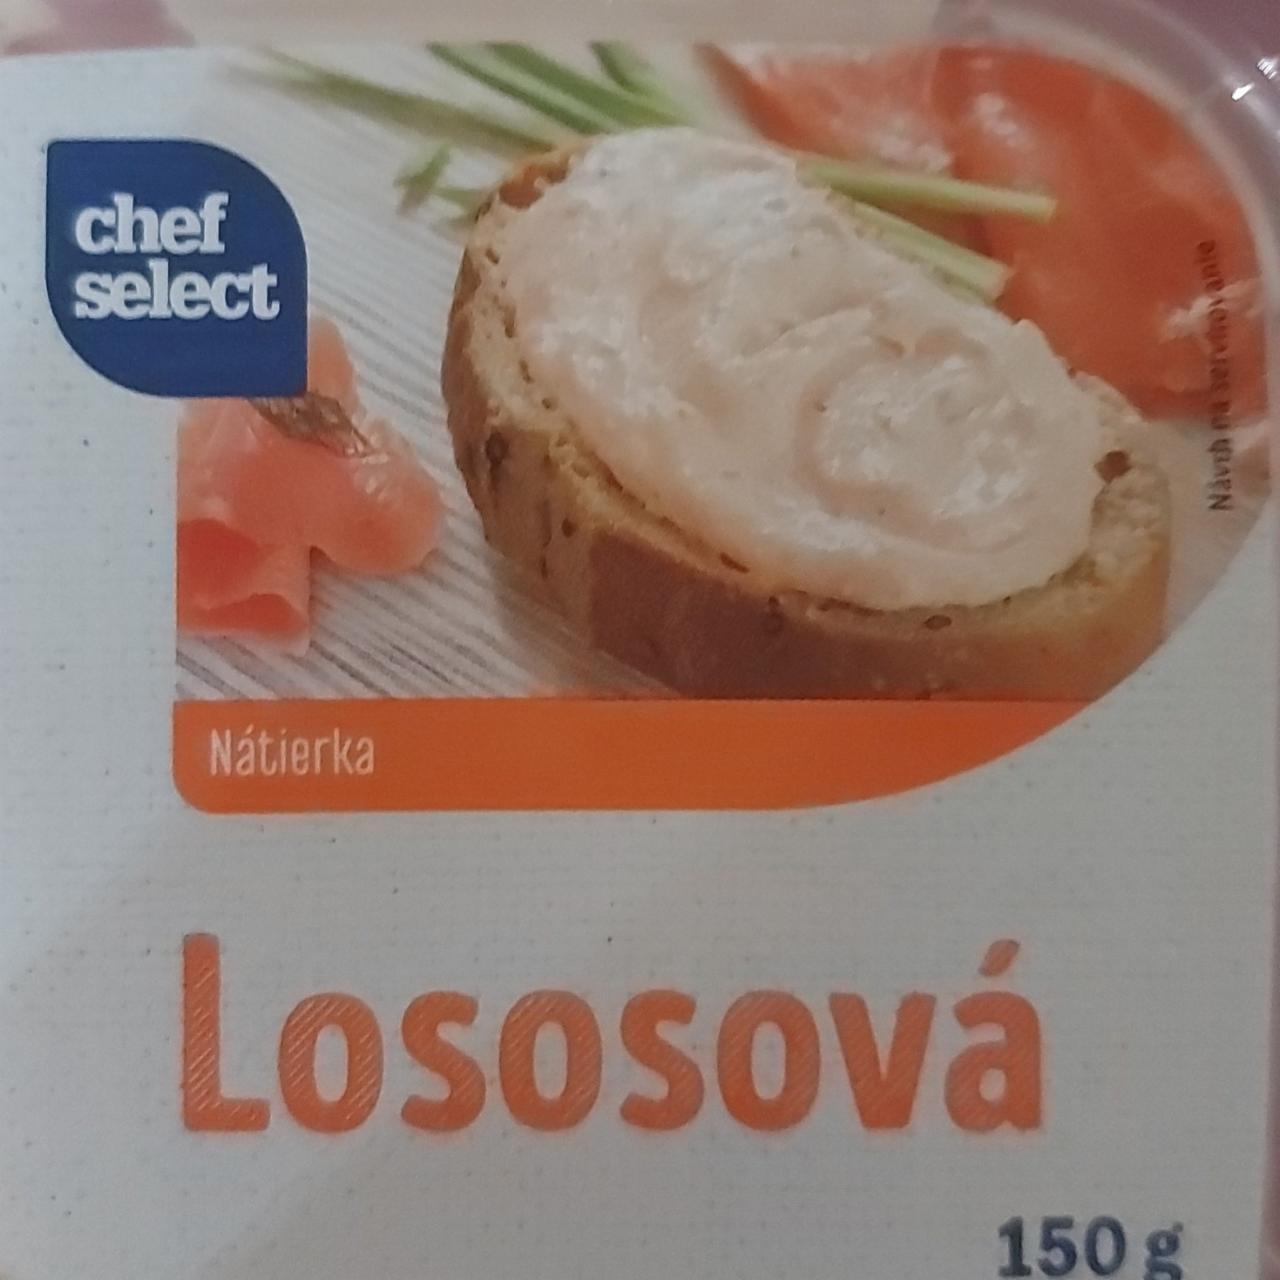 chef
select
Návrh na servírovanie
Nátierka
Lososová
150 g